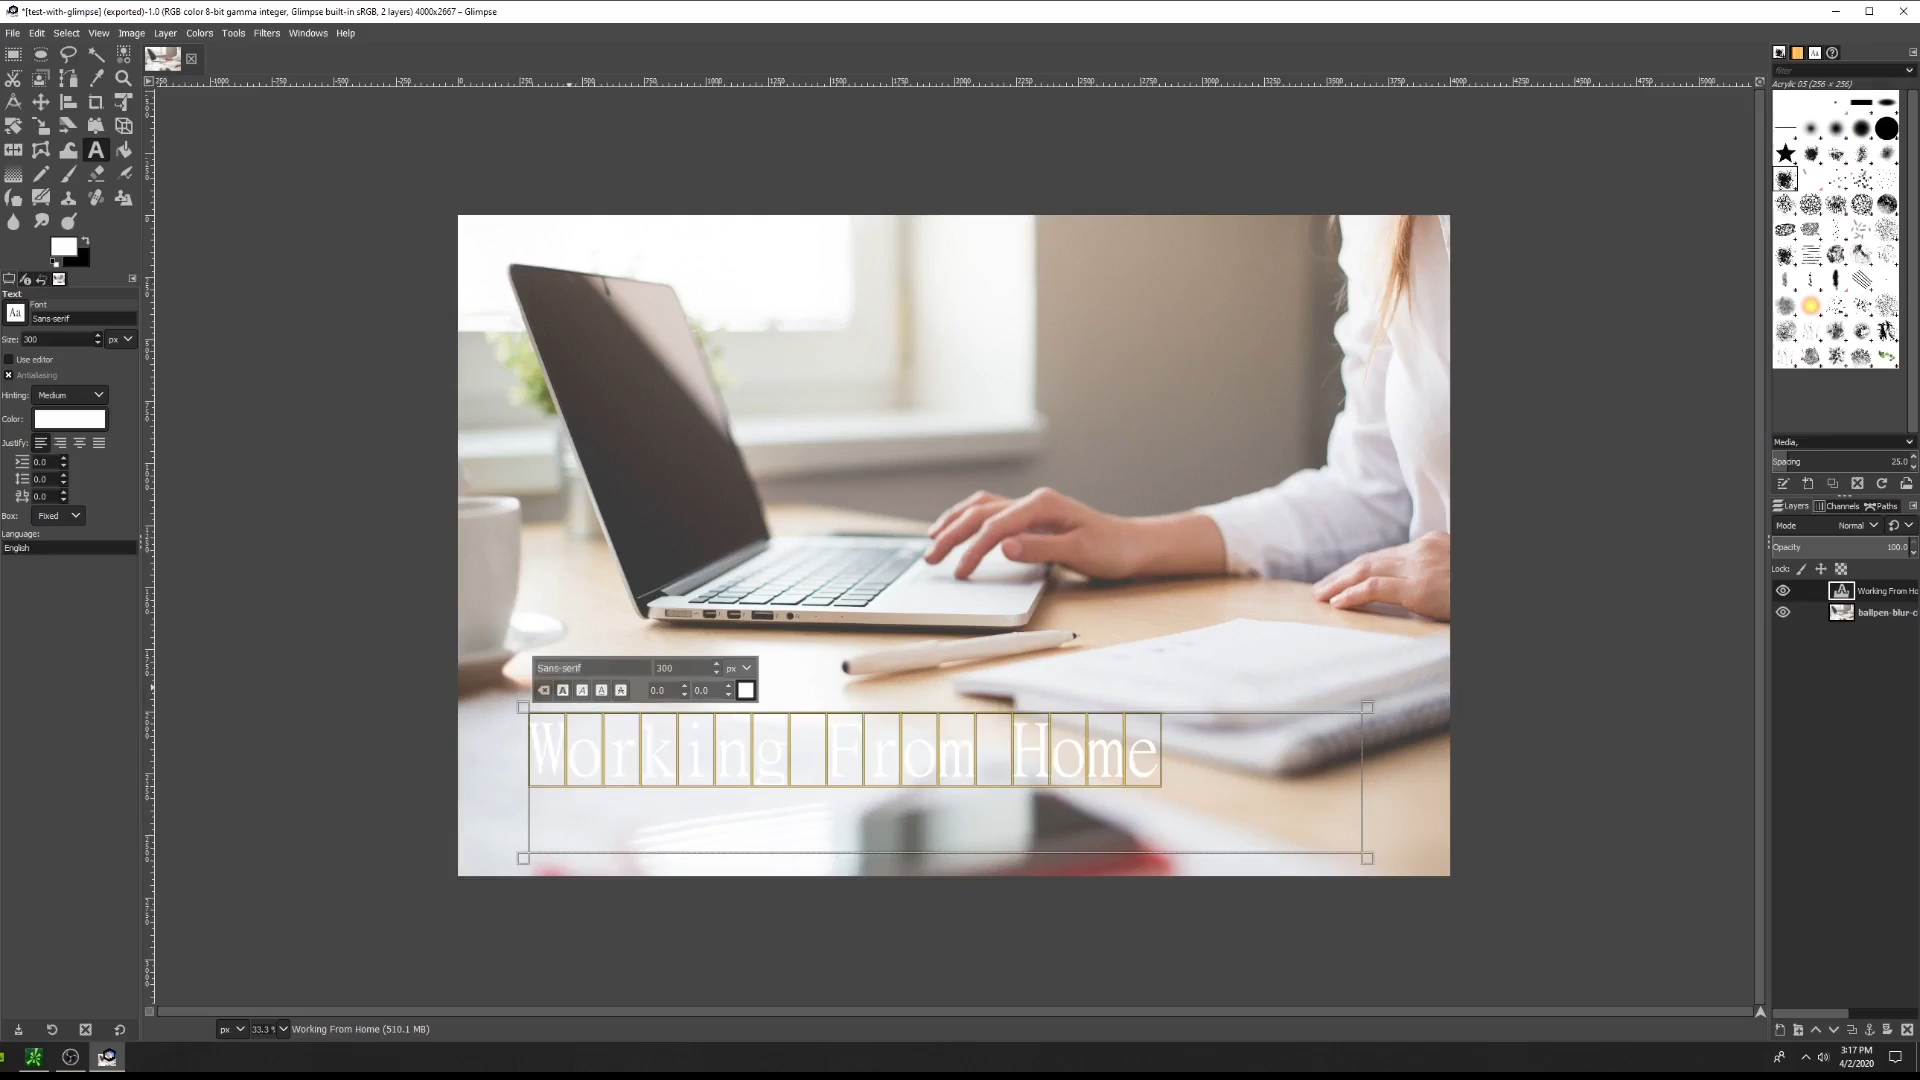 *[test-with-glimpse] (exported)-1.0 (RGB color 8-bit gamma integer, Glimpse built-in sRGB, 2 layers) 4000x2667 – Glimpse
File Edit Select View Image Layer Colors Tools Filters Windows Help
filter
Acrylic 05 (256 × 256)
Text
Font
Aa Sans-serif
Size: 300 px
Use editor
Antialiasing
Hinting: Medium
Color:
Justify:
0.0
0.0
0.0
Box: Fixed
Language:
English
Sans-serif 300 px
0.0 0.0
Working From Home
Media,
Spacing 25.0
Layers Channels Paths
Mode Normal
Opacity 100.0
Lock:
Working From Ho
ballpen-blur-c
px 33.3 % Working From Home (510.1 MB)
3:17 PM
4/2/2020